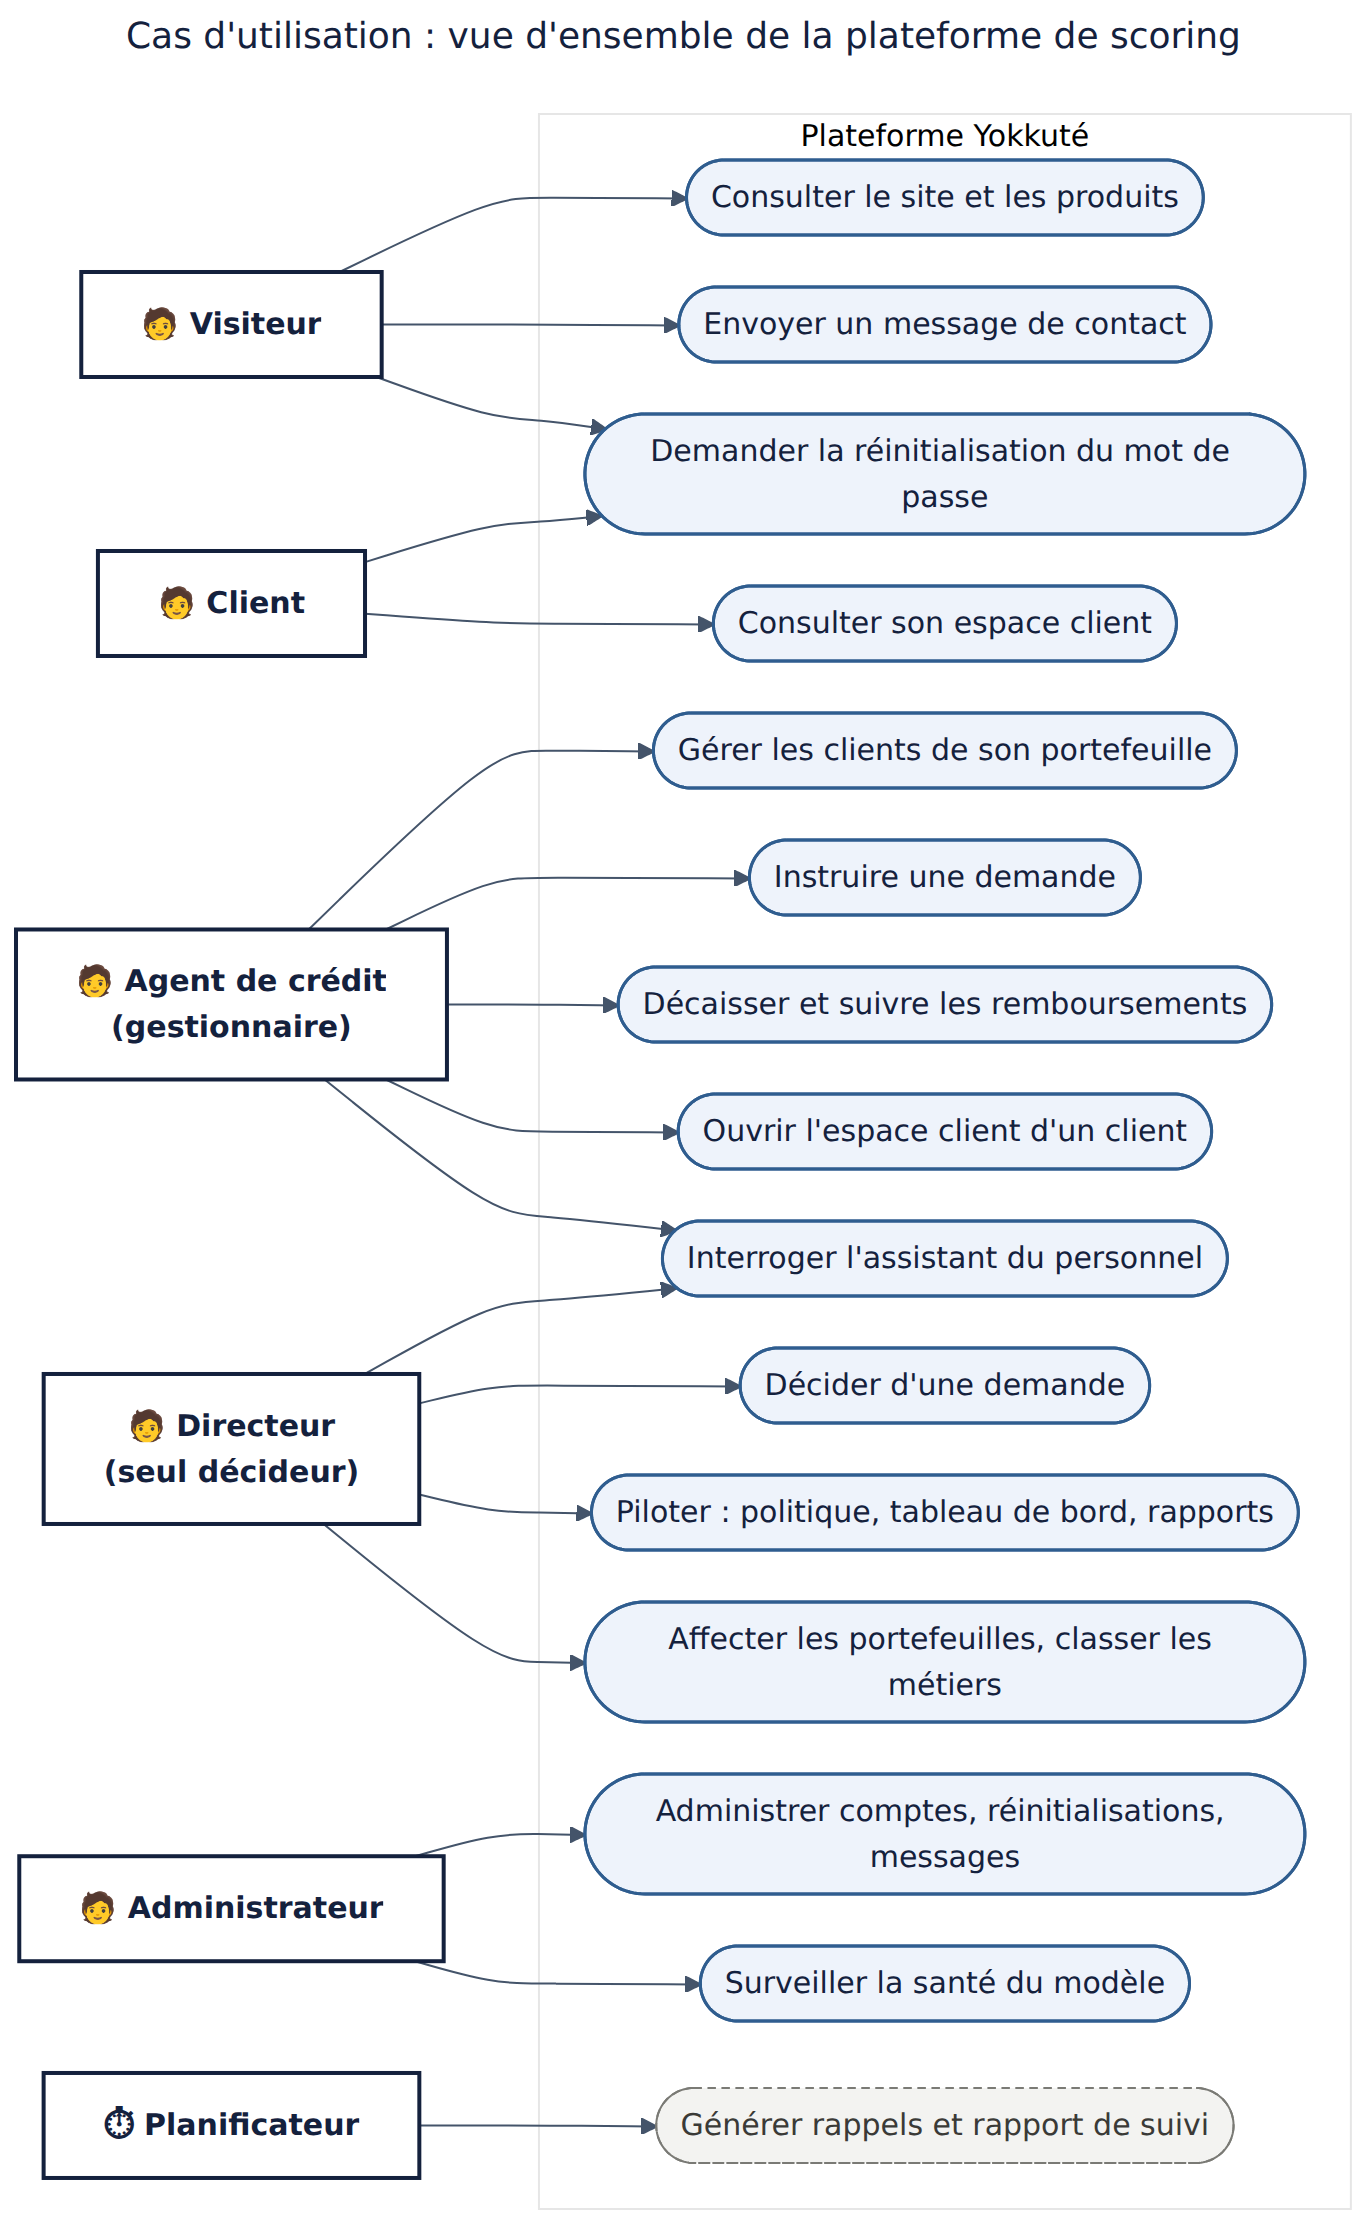 Cas d'utilisation : vue d'ensemble de la plateforme de scoring
Plateforme Yokkuté
Consulter le site et les produits
Visiteur
Envoyer un message de contact
Demander la réinitialisation du mot de
passe
Client
Consulter son espace client
Gérer les clients de son portefeuille
Instruire une demande
Agent de crédit
(gestionnaire)
Décaisser et suivre les remboursements
Ouvrir l'espace client d'un client
Interroger l'assistant du personnel
Directeur
(seul décideur)
Décider d'une demande
Piloter : politique, tableau de bord, rapports
Affecter les portefeuilles, classer les
métiers
Administrer comptes, réinitialisations,
messages
Administrateur
Surveiller la santé du modèle
Planificateur
Générer rappels et rapport de suivi